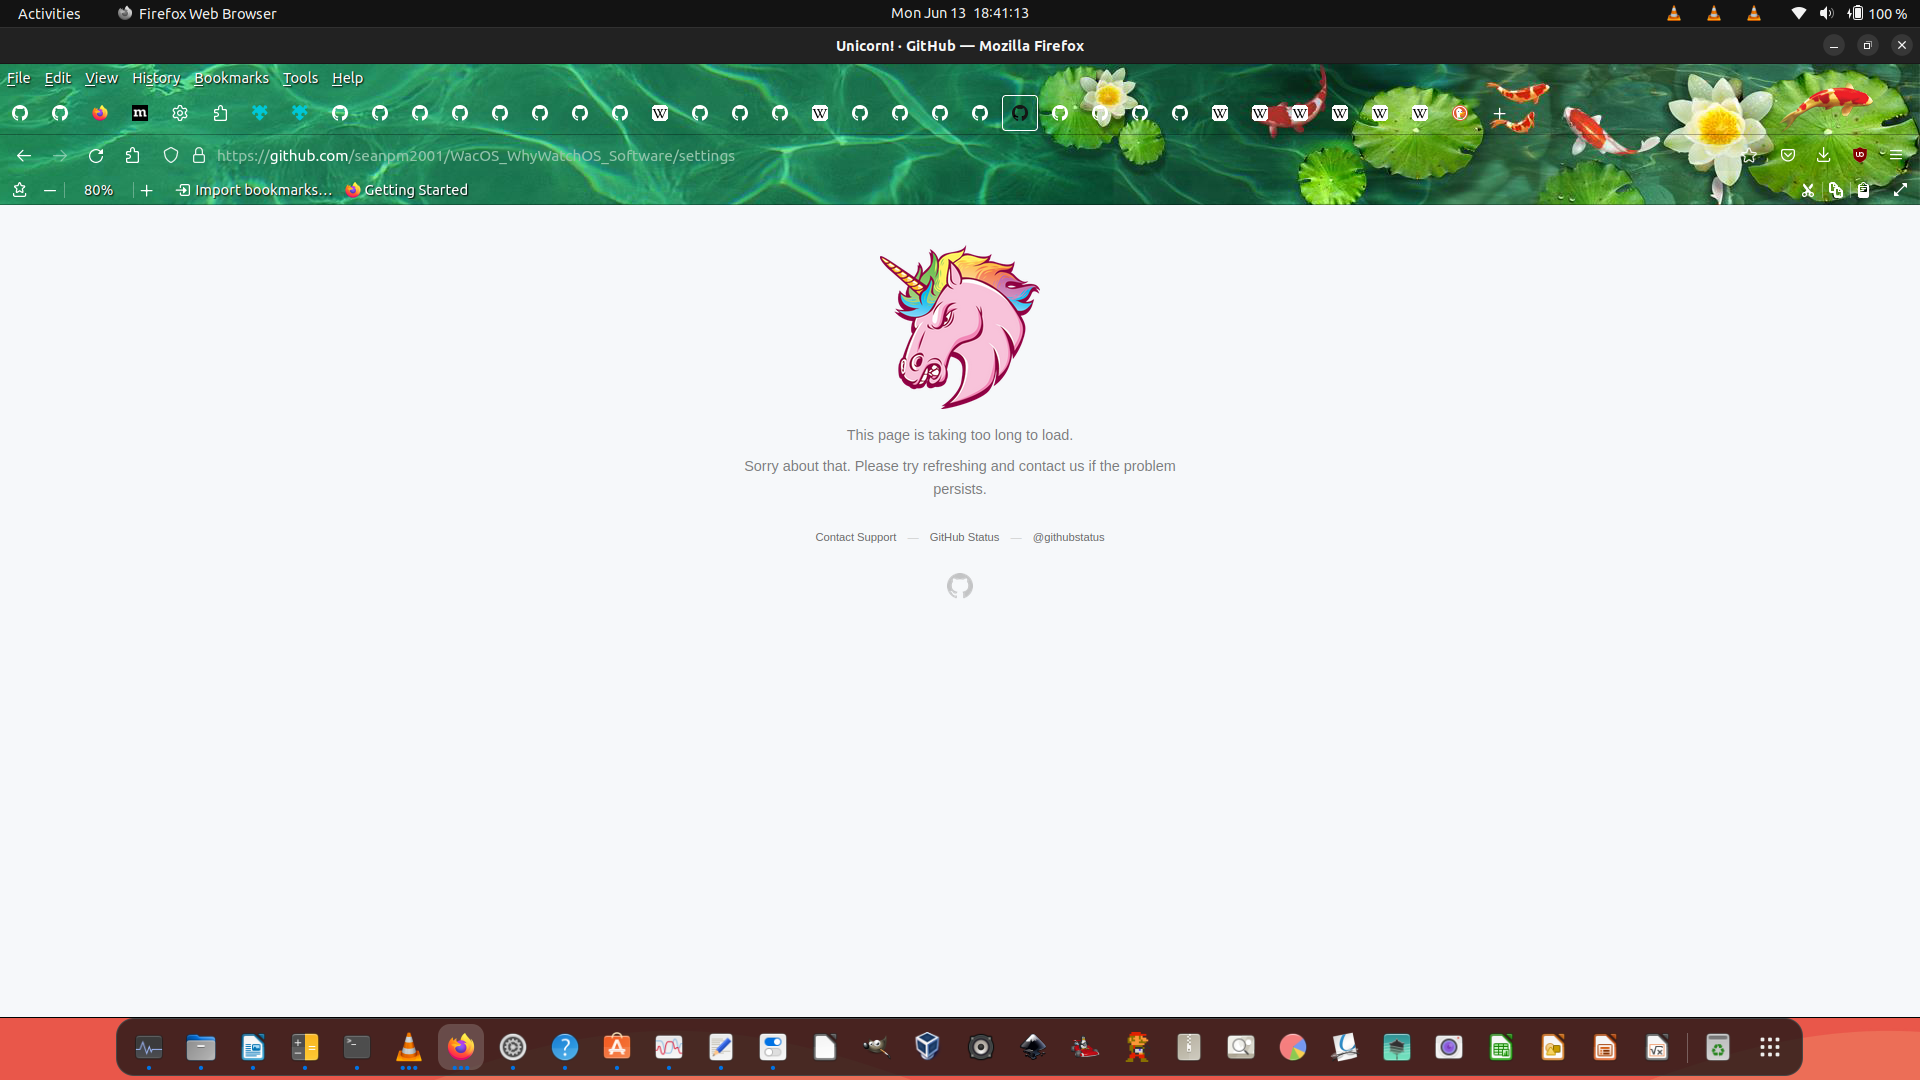 Activities Firefox Web Browser Mon Jun 13 18:41:13 100 %
Unicorn! · GitHub — Mozilla Firefox
File Edit View History Bookmarks Tools Help
https://github.com/seanpm2001/WacOS_WhyWatchOS_Software/settings
80% Import bookmarks... Getting Started
This page is taking too long to load.
Sorry about that. Please try refreshing and contact us if the problem
persists.
Contact Support — GitHub Status — @githubstatus